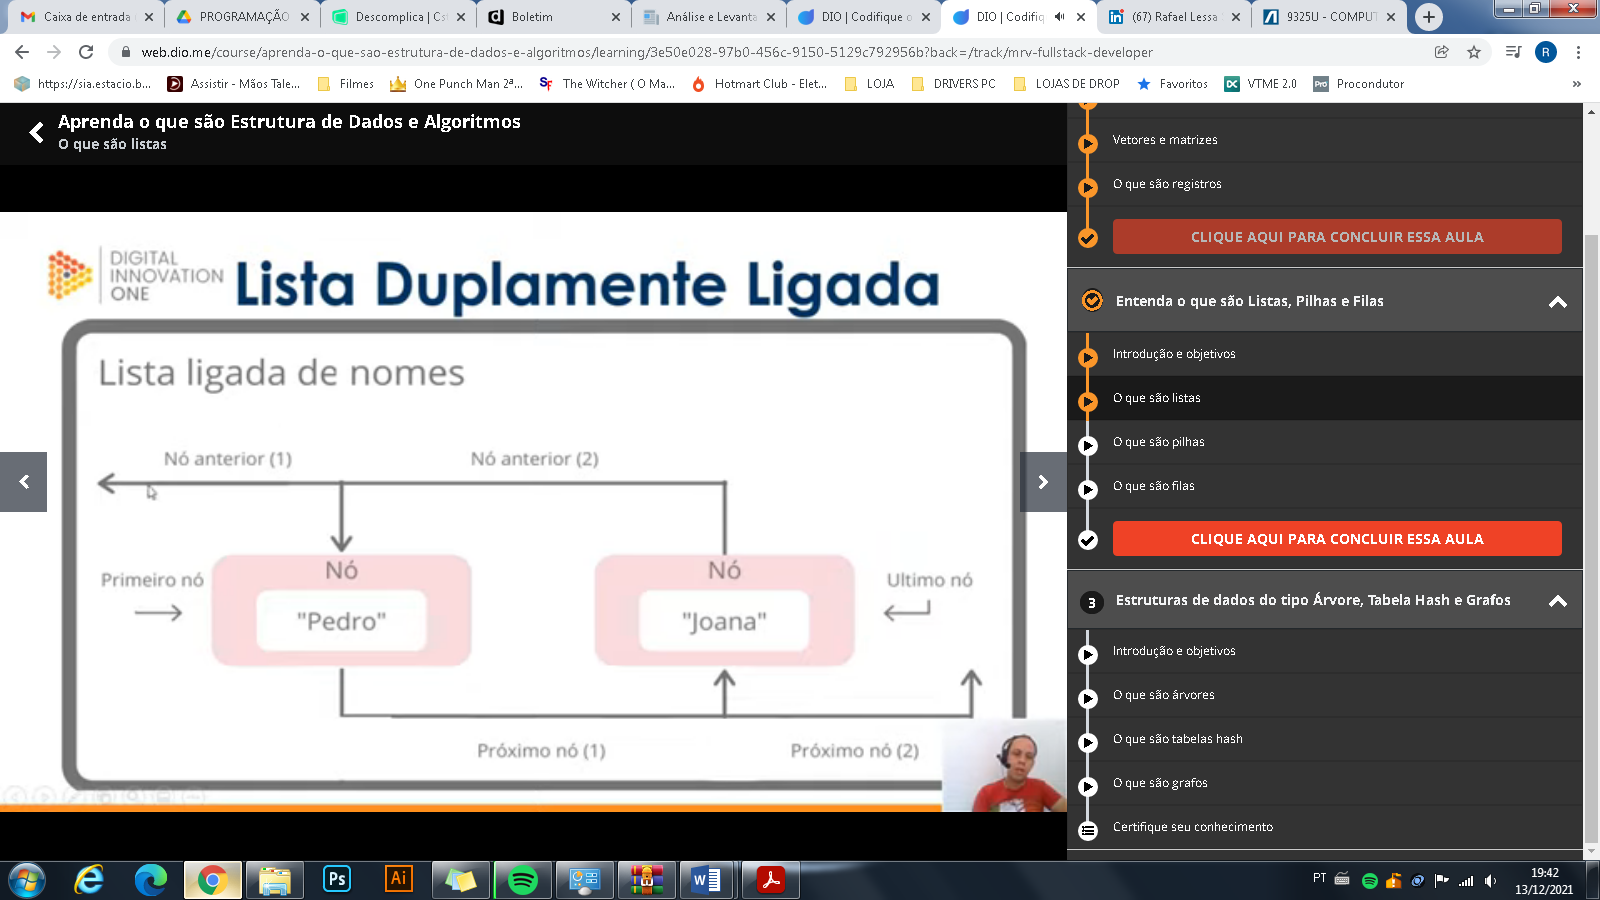 Caixa de entrada
PROGRAMAÇÃO
Descomplica | Cs
Boletim
Análise e Levanta
DIO | Codifique o
DIO | Codifiq
(67) Rafael Lessa
9325U - COMPUT
web.dio.me/course/aprenda-o-que-sao-estrutura-de-dados-e-algoritmos/learning/3e50e028-97b0-456c-9150-5129c792956b?back=/track/mrv-fullstack-developer
R
https://sia.estacio.b...
Assistir - Mãos Tale...
Filmes
One Punch Man 2ª...
SF
The Witcher ( O Ma...
Hotmart Club - Elet...
LOJA
DRIVERS PC
LOJAS DE DROP
Favoritos
VTME 2.0
Pro
Procondutor
»
Aprenda o que são Estrutura de Dados e Algoritmos
O que são listas
DIGITAL
INNOVATION
ONE
Lista Duplamente Ligada
Lista ligada de nomes
Nó anterior (1)
Nó anterior (2)
Primeiro nó
Nó
"Pedro"
Nó
"Joana"
Ultimo nó
Próximo nó (1)
Próximo nó (2)
Vetores e matrizes
O que são registros
CLIQUE AQUI PARA CONCLUIR ESSA AULA
Entenda o que são Listas, Pilhas e Filas
Introdução e objetivos
O que são listas
O que são pilhas
O que são filas
CLIQUE AQUI PARA CONCLUIR ESSA AULA
3
Estruturas de dados do tipo Árvore, Tabela Hash e Grafos
Introdução e objetivos
O que são árvores
O que são tabelas hash
O que são grafos
Certifique seu conhecimento
Ps
Ai
PT
19:42
13/12/2021